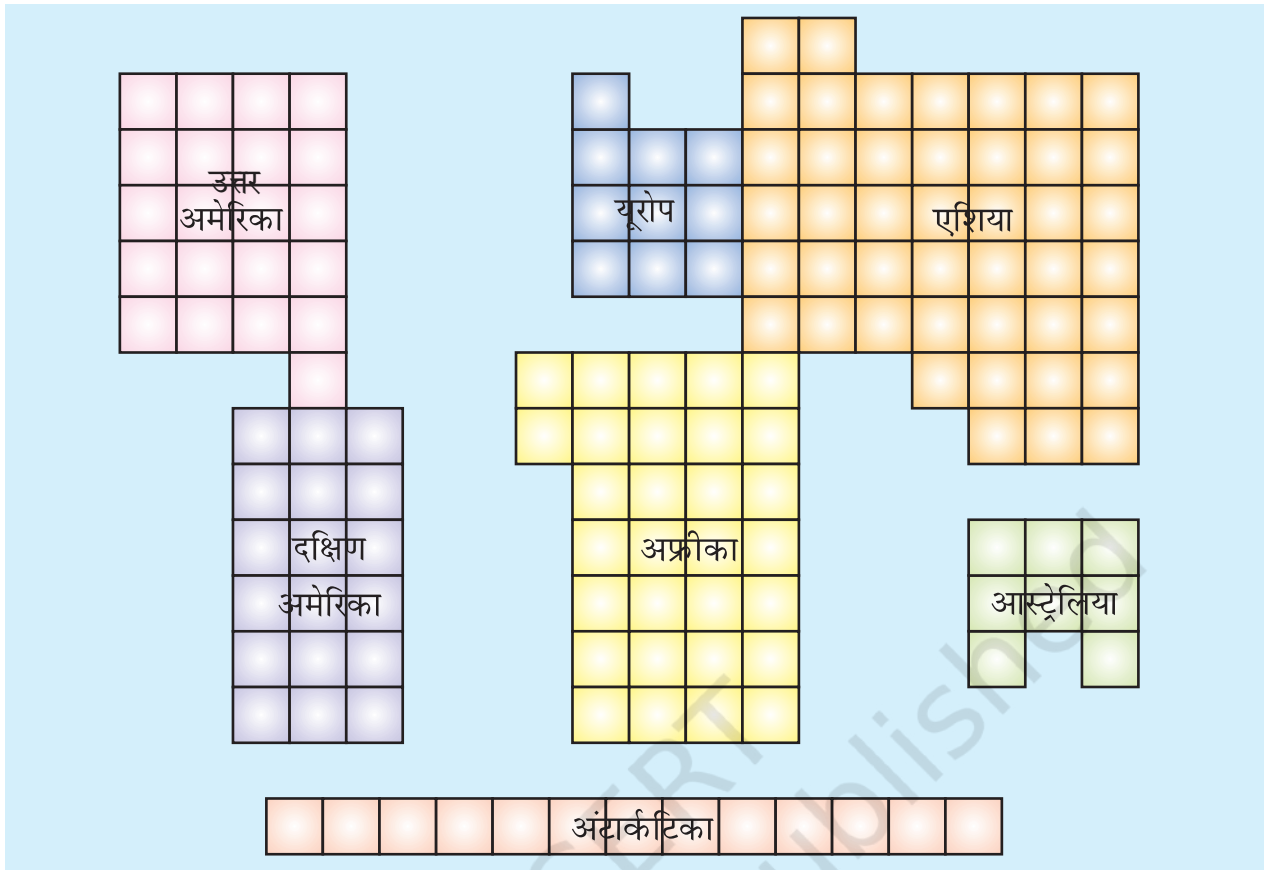 उत्तर
अमेरिका
यूरोप
एशिया
दक्षिण
अमेरिका
अफ्रीका
आस्ट्रेलिया
अंटार्कटिका